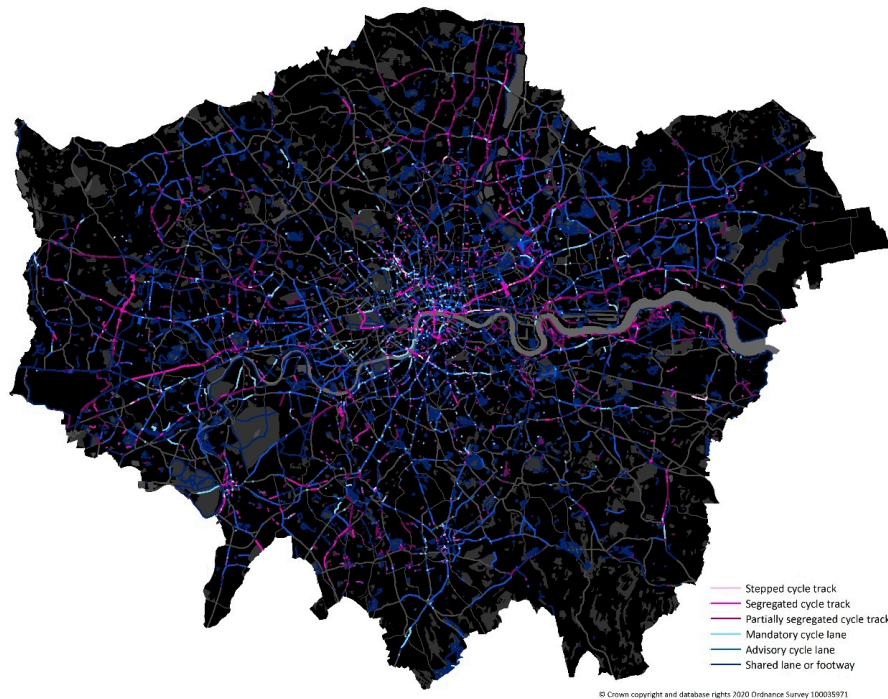 Stepped cycle track
Segregated cycle track
Partially segregated cycle track
Mandatory cycle lane
Advisory cycle lane
Shared lane or footway
© Crown copyright and database rights 2020 Ordnance Survey 100035971